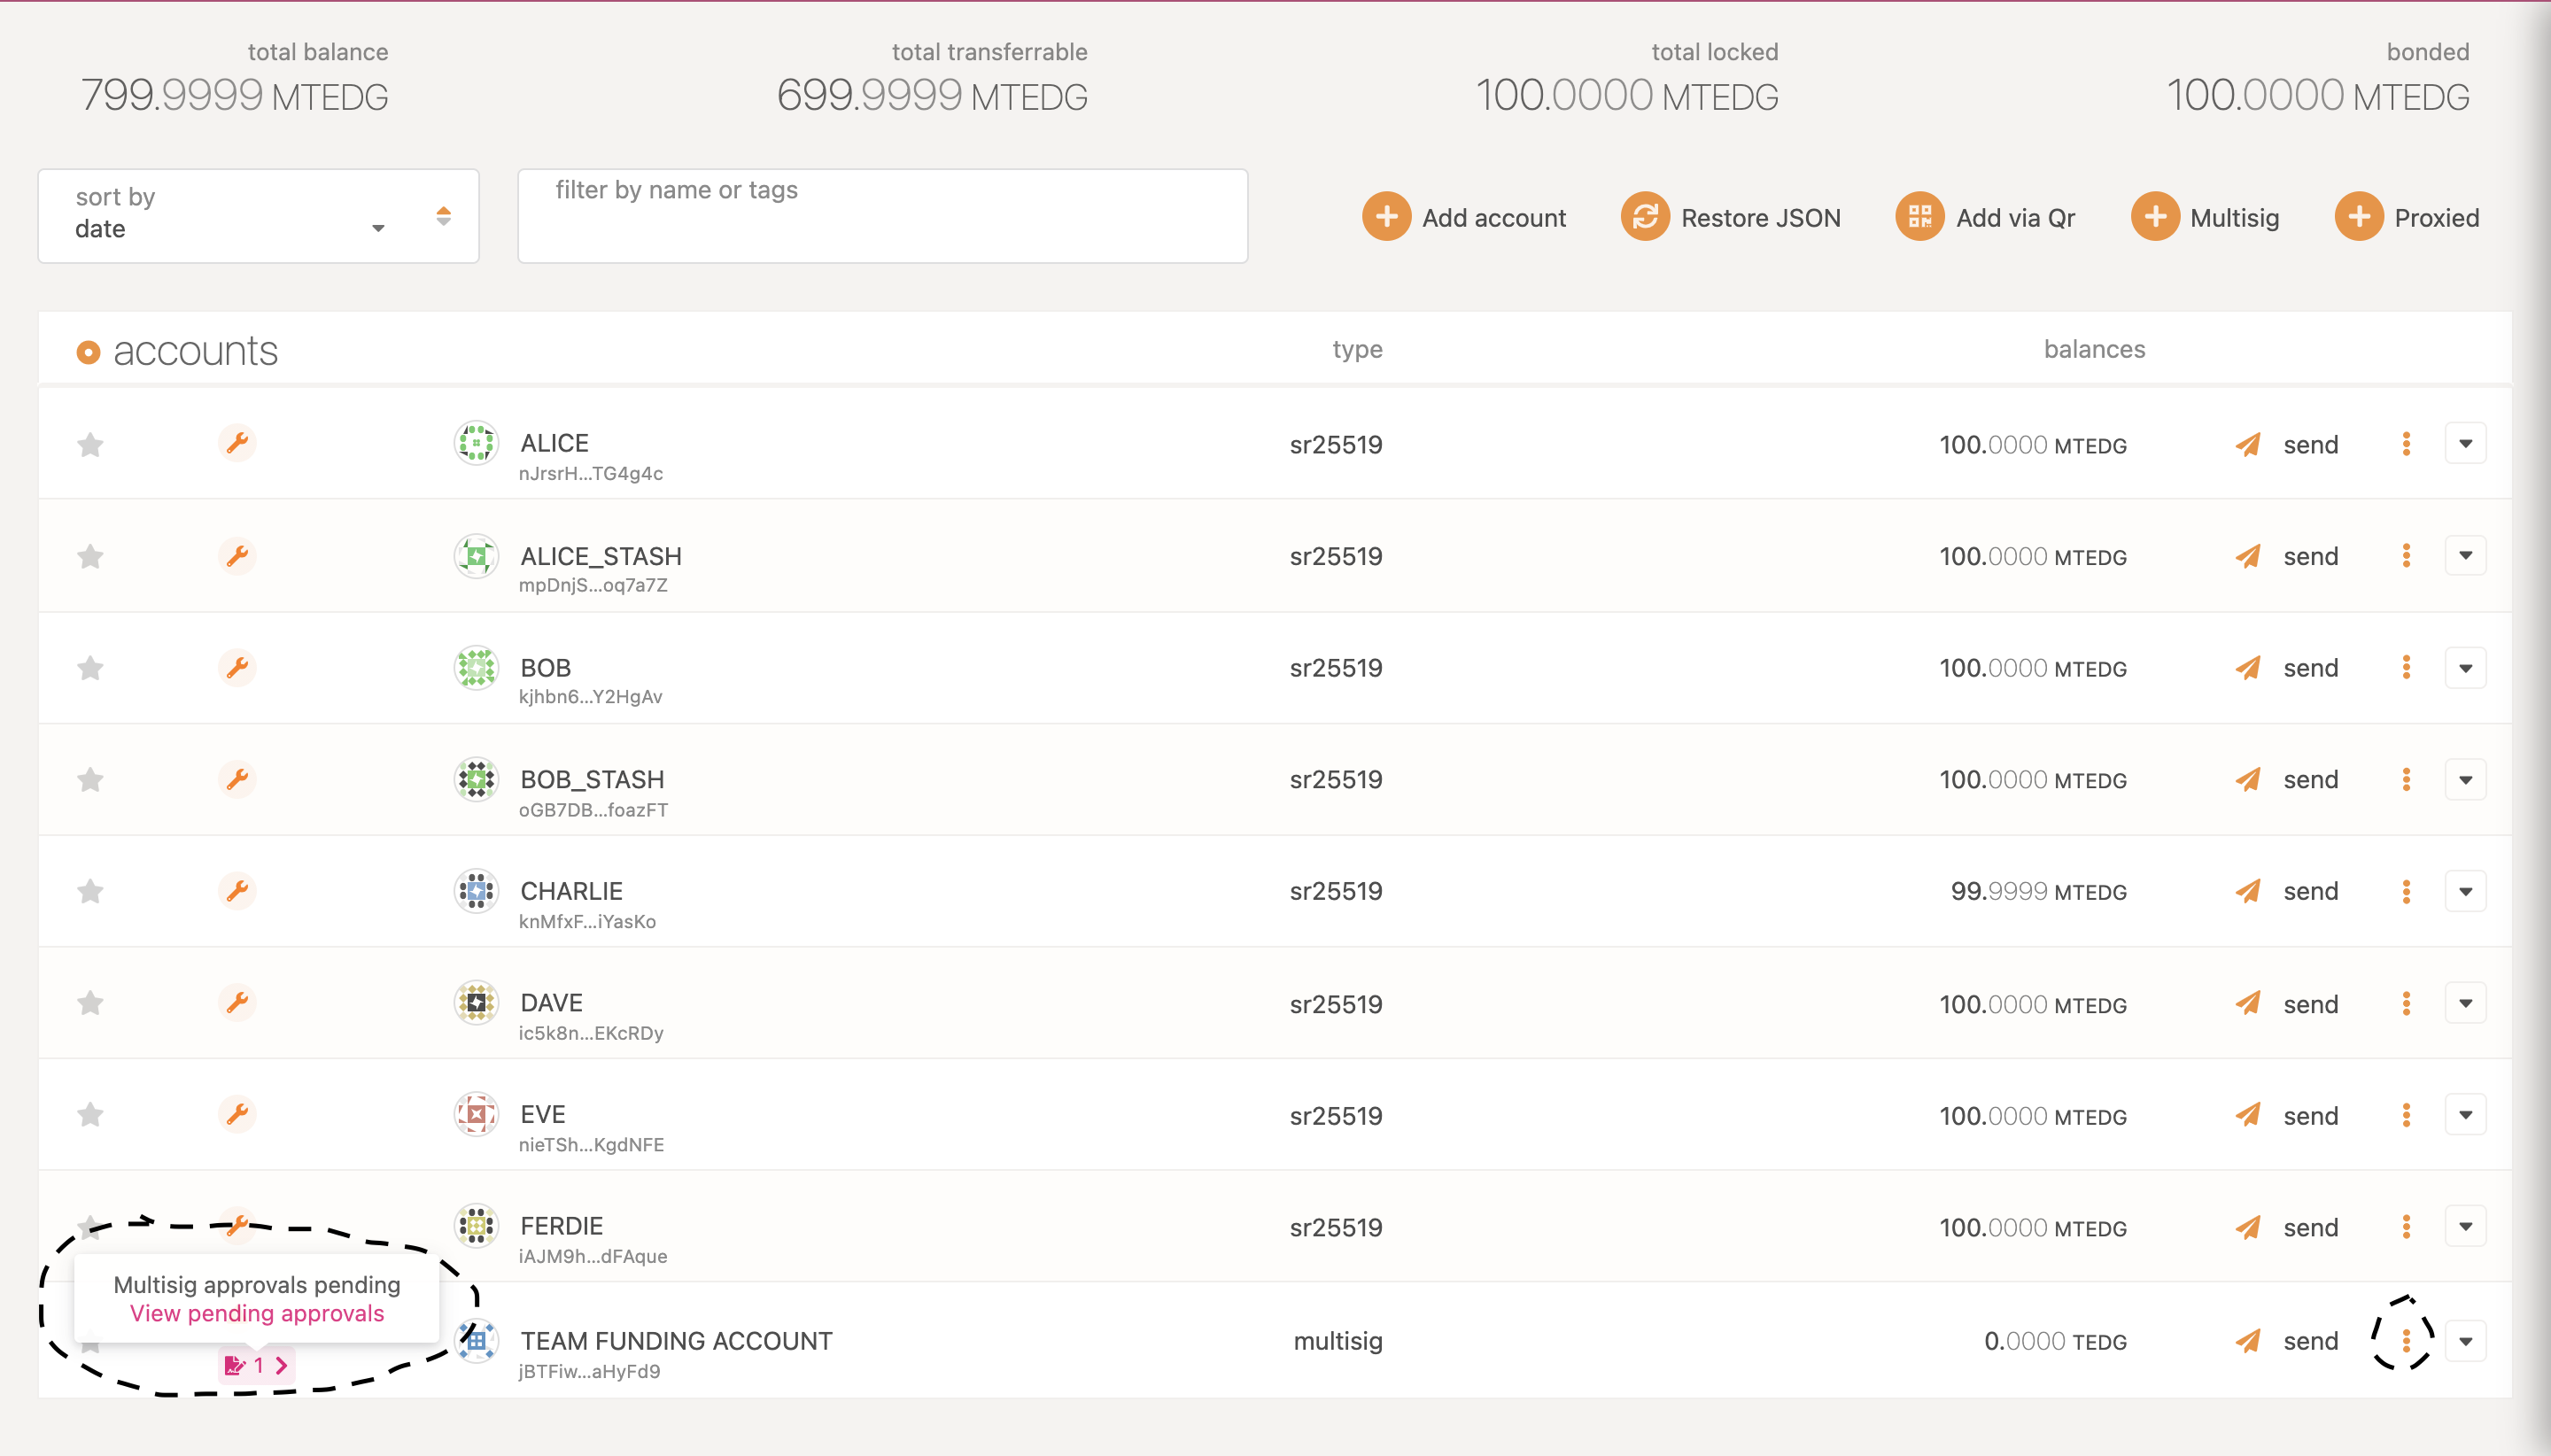 total balance
799.9999 MTEDG
total transferrable
699.9999 MTEDG
total locked
100.0000 MTEDG
bonded
100.0000 MTEDG
sort by
date
filter by name or tags
Add account
Restore JSON
Add via Qr
Multisig
Proxied
accounts type balances
ALICE sr25519 100.0000 MTEDG send
nJrsrH...TG4g4c
ALICE_STASH sr25519 100.0000 MTEDG send
mpDnjS...oq7a7Z
BOB sr25519 100.0000 MTEDG send
kjhbn6...Y2HgAv
BOB_STASH sr25519 100.0000 MTEDG send
oGB7DB...foazFT
CHARLIE sr25519 99.9999 MTEDG send
knMfxF...iYasKo
DAVE sr25519 100.0000 MTEDG send
ic5k8n...EKcRDy
EVE sr25519 100.0000 MTEDG send
nieTSh...KgdNFE
FERDIE sr25519 100.0000 MTEDG send
iAJM9h...dFAque
Multisig approvals pending
View pending approvals
1
TEAM FUNDING ACCOUNT multisig 0.0000 TEDG send
jBTFiw...aHyFd9